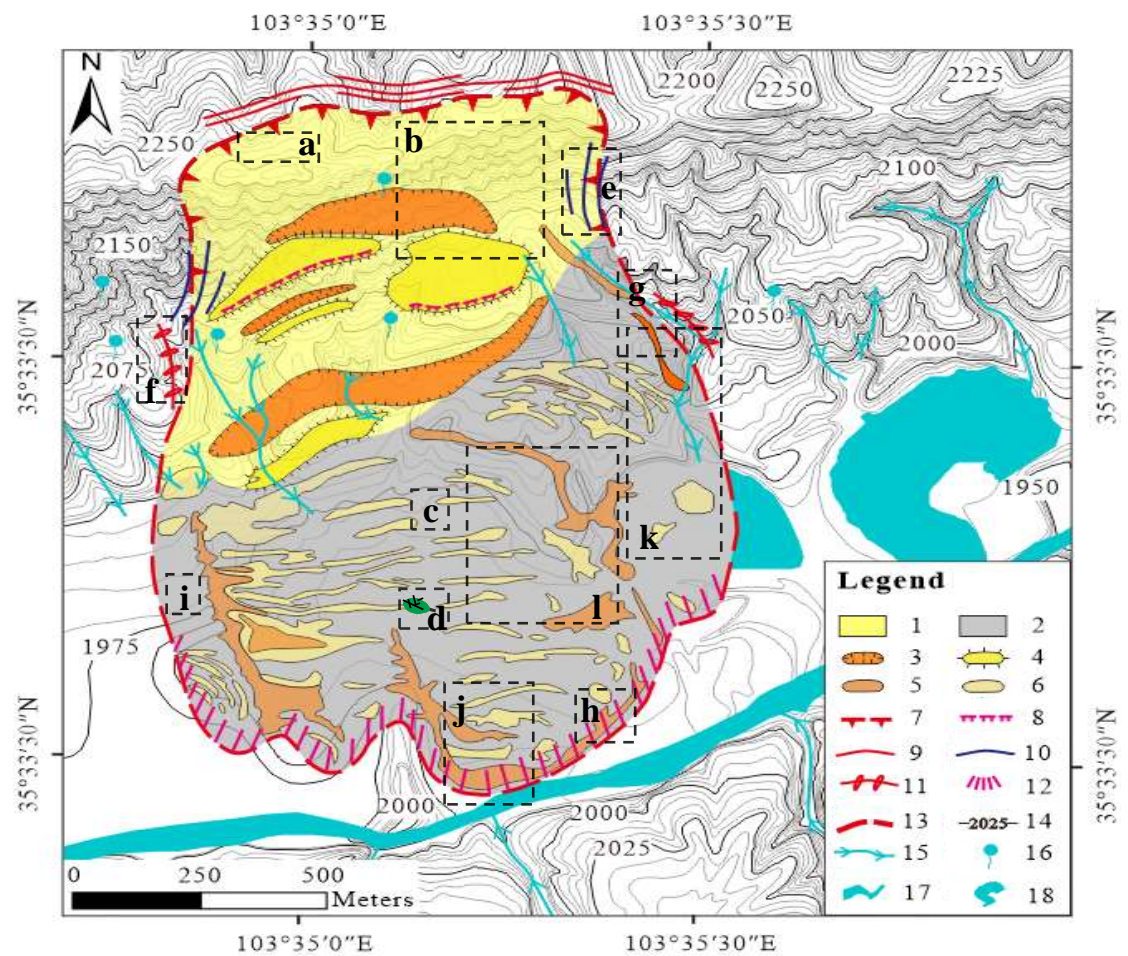 103°35′0″E 103°35′30″E
N
2200
2225
2250
2250
a
b
2100
e
2150
g
2050
35°33′30″N
35°33′30″N
2000
2075
f
1950
c
k
Legend
i
d
l
1 2
1975
3 4
5 6
j
h
7 8
35°33′30″N
35°33′30″N
9 10
11 12
2000
2000
13 -2025- 14
2025
15 16
0 250 500
Meters
17 18
103°35′0″E 103°35′30″E